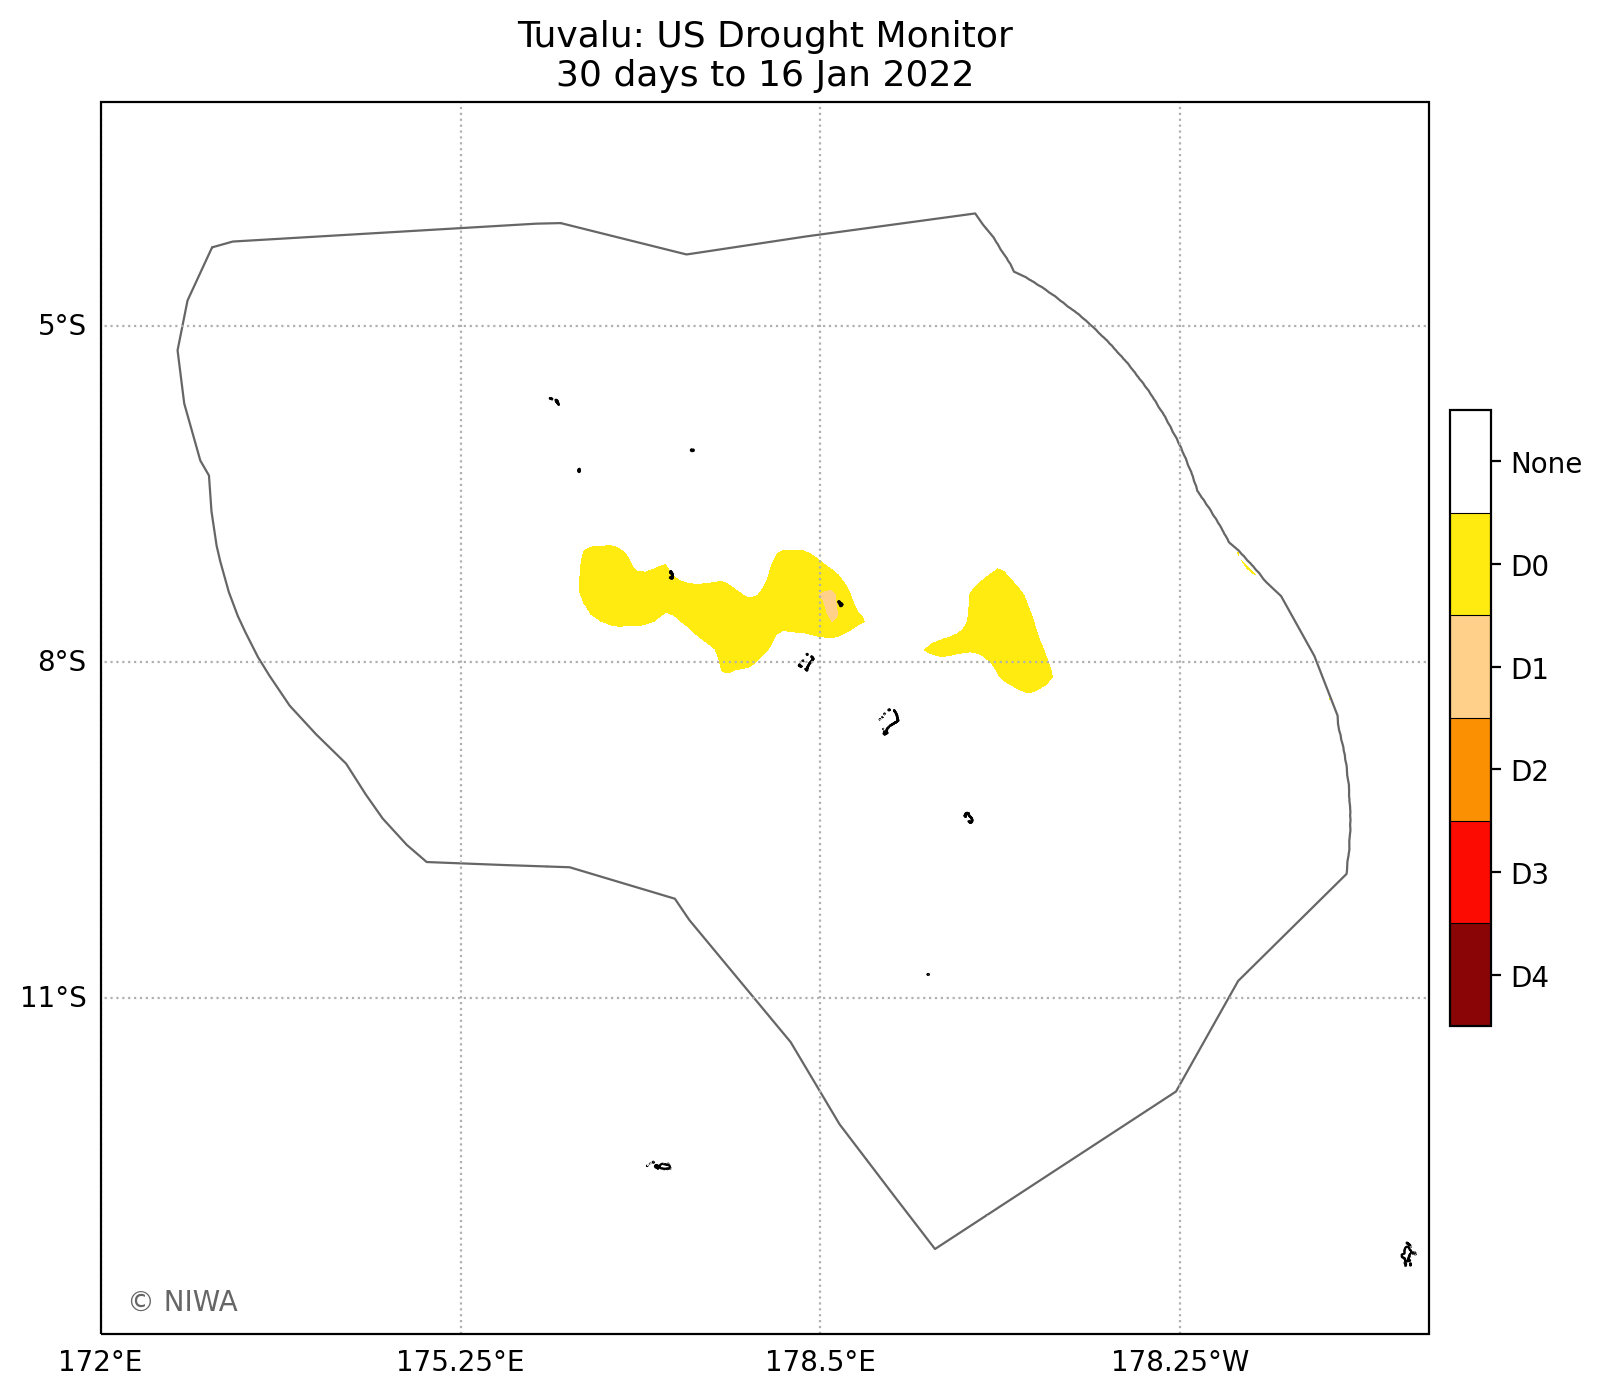 Tuvalu: US Drought Monitor
30 days to 16 Jan 2022
5°S
8°S
11°S
172°E
175.25°E
178.5°E
178.25°W
None
D0
D1
D2
D3
D4
© NIWA